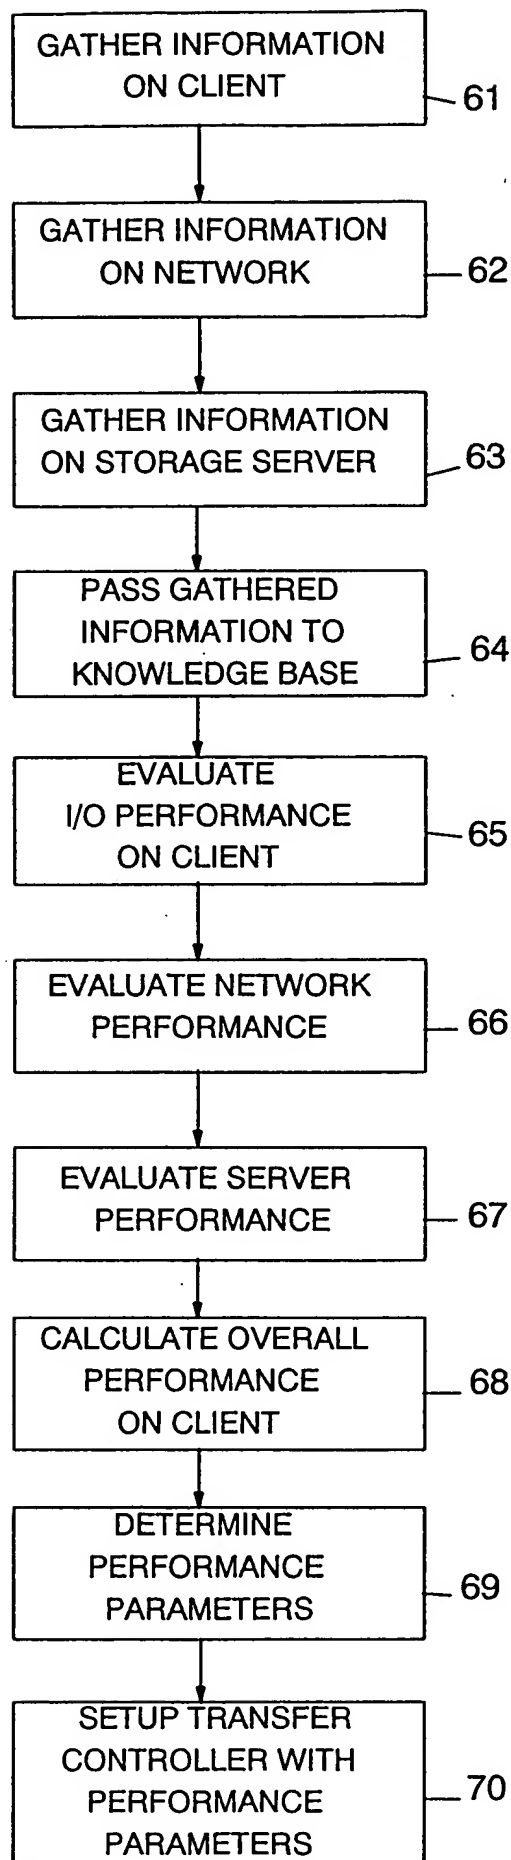 GATHER INFORMATION
ON CLIENT
61
GATHER INFORMATION
ON NETWORK
62
GATHER INFORMATION
ON STORAGE SERVER
63
PASS GATHERED
INFORMATION TO
KNOWLEDGE BASE
64
EVALUATE
I/O PERFORMANCE
ON CLIENT
65
EVALUATE NETWORK
PERFORMANCE
66
EVALUATE SERVER
PERFORMANCE
67
CALCULATE OVERALL
PERFORMANCE
ON CLIENT
68
DETERMINE
PERFORMANCE
PARAMETERS
69
SETUP TRANSFER
CONTROLLER WITH
PERFORMANCE
PARAMETERS
70